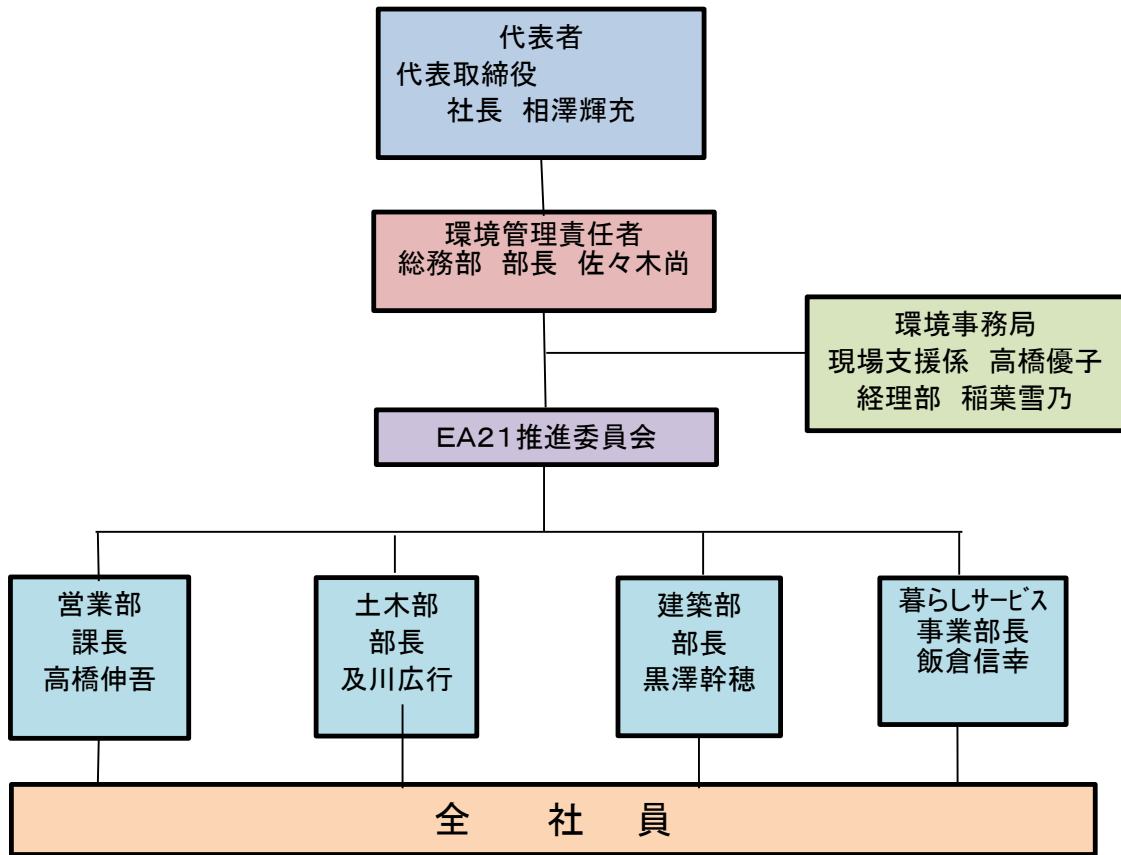 代表者
代表取締役
社長 相澤輝充
環境管理責任者
総務部 部長 佐々木尚
環境事務局
現場支援係 高橋優子
経理部 稲葉雪乃
EA21推進委員会
営業部
課長
高橋伸吾
土木部
部長
及川広行
建築部
部長
黒澤幹穂
暮らしｻｰﾋﾞｽ
事業部長
飯倉信幸
全 社 員